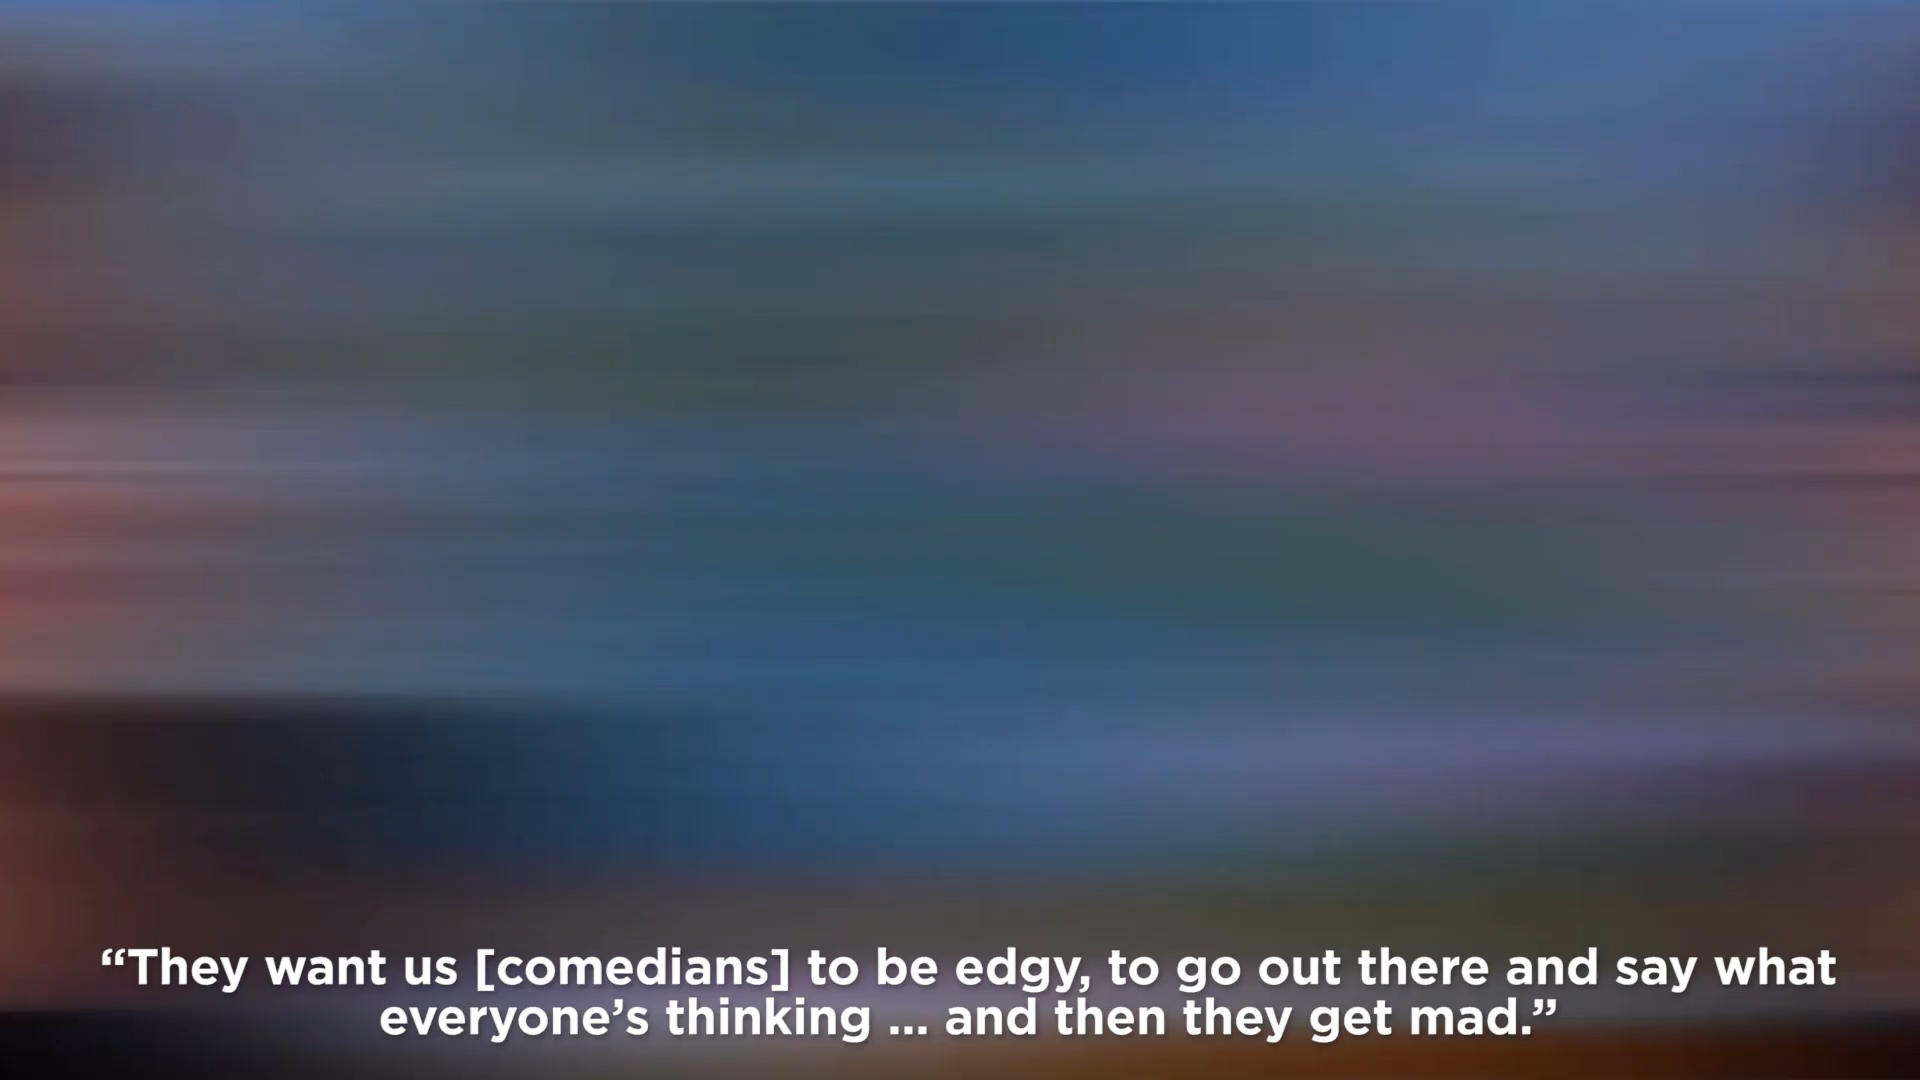 “They want us [comedians] to be edgy, to go out there and say what
everyone’s thinking ... and then they get mad.”